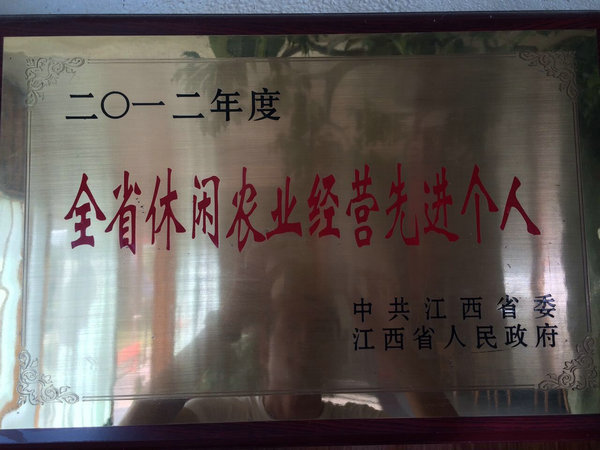 二〇一二年度
全省休闲农业经营先进个人
中共江西省委
江西省人民政府